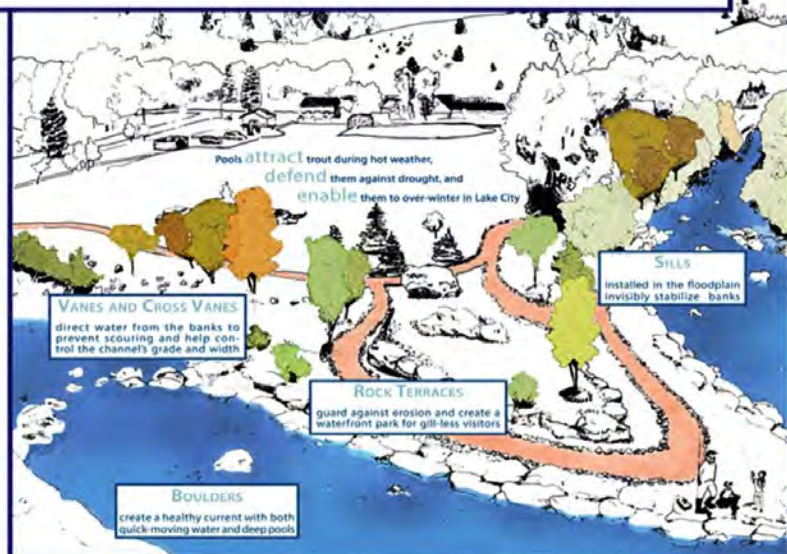 Pools attract trout during hot weather,
defend them against drought, and
enable them to over-winter in Lake City
SILLS
installed in the floodplain
invisibly stabilize banks
VANES AND CROSS VANES
direct water from the banks to
prevent scouring and help con-
trol the channel's grade and width
ROCK TERRACES
guard against erosion and create a
waterfront park for gill-less visitors
BOULDERS
create a healthy current with both
quick-moving water and deep pools